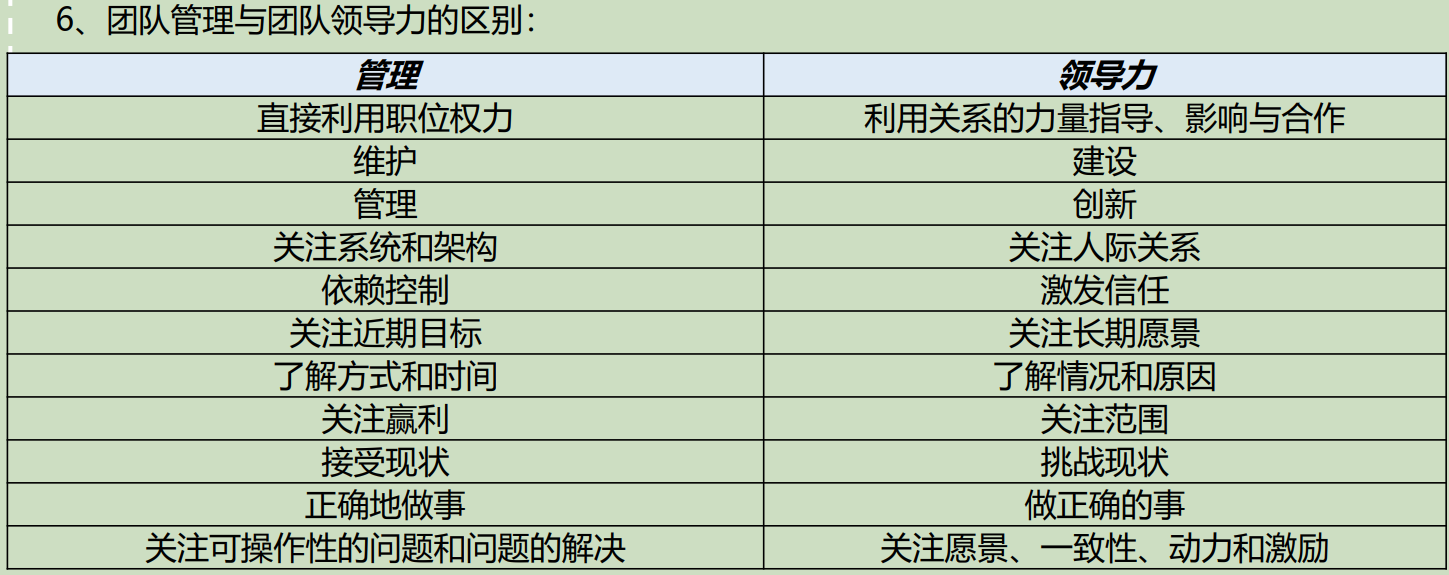 6、团队管理与团队领导力的区别：
管理 领导力
直接利用职位权力 利用关系的力量指导、影响与合作
维护 建设
管理 创新
关注系统和架构 关注人际关系
依赖控制 激发信任
关注近期目标 关注长期愿景
了解方式和时间 了解情况和原因
关注赢利 关注范围
接受现状 挑战现状
正确地做事 做正确的事
关注可操作性的问题和问题的解决 关注愿景、一致性、动力和激励